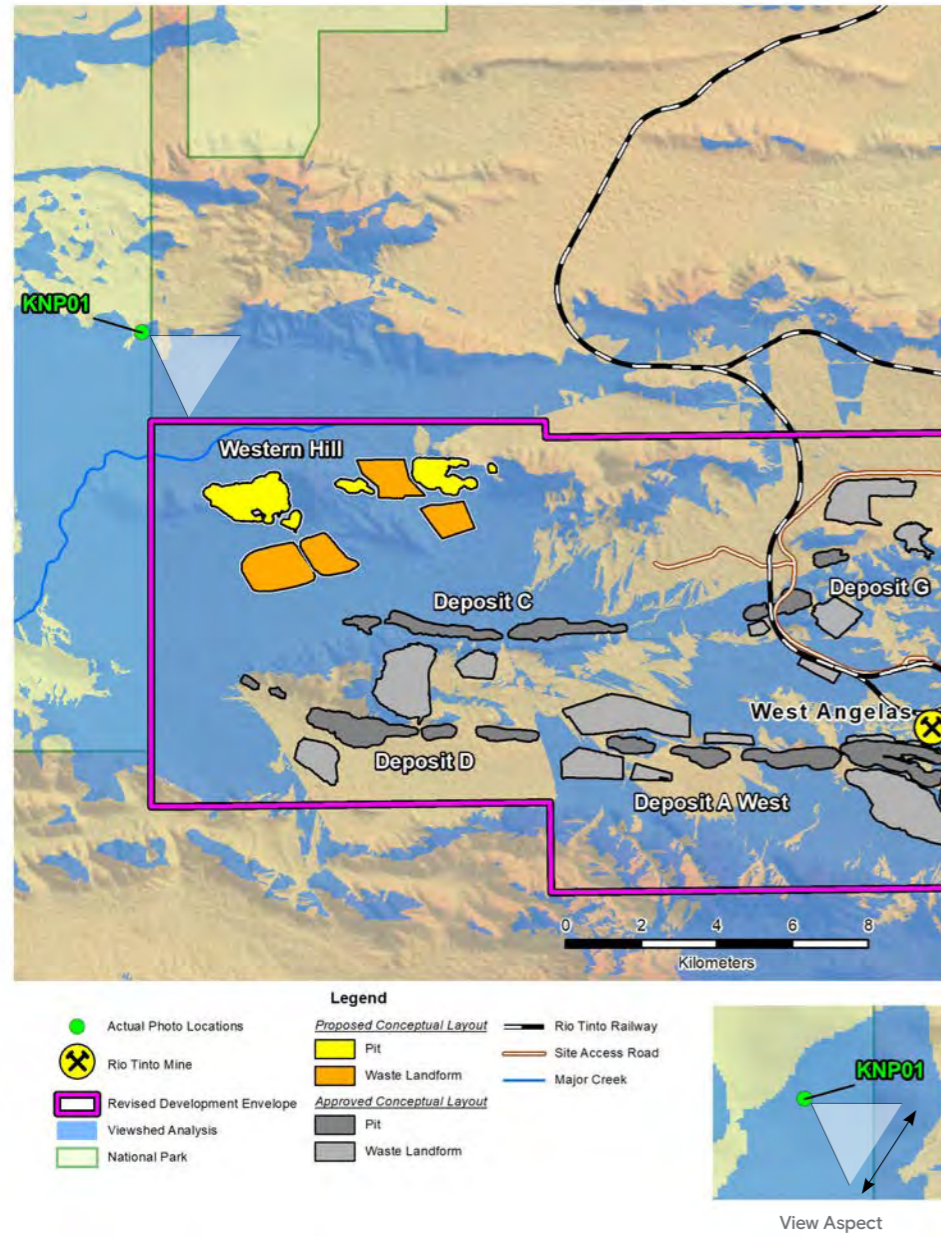 KNP01
Western Hill
Deposit C
Deposit G
West Angelas
Deposit D
Deposit A West
0 2 4 6 8
Kilometers
Legend
Actual Photo Locations
Rio Tinto Mine
Revised Development Envelope
Viewshed Analysis
National Park
Proposed Conceptual Layout
Pit
Waste Landform
Approved Conceptual Layout
Pit
Waste Landform
Rio Tinto Railway
Site Access Road
Major Creek
KNP01
View Aspect